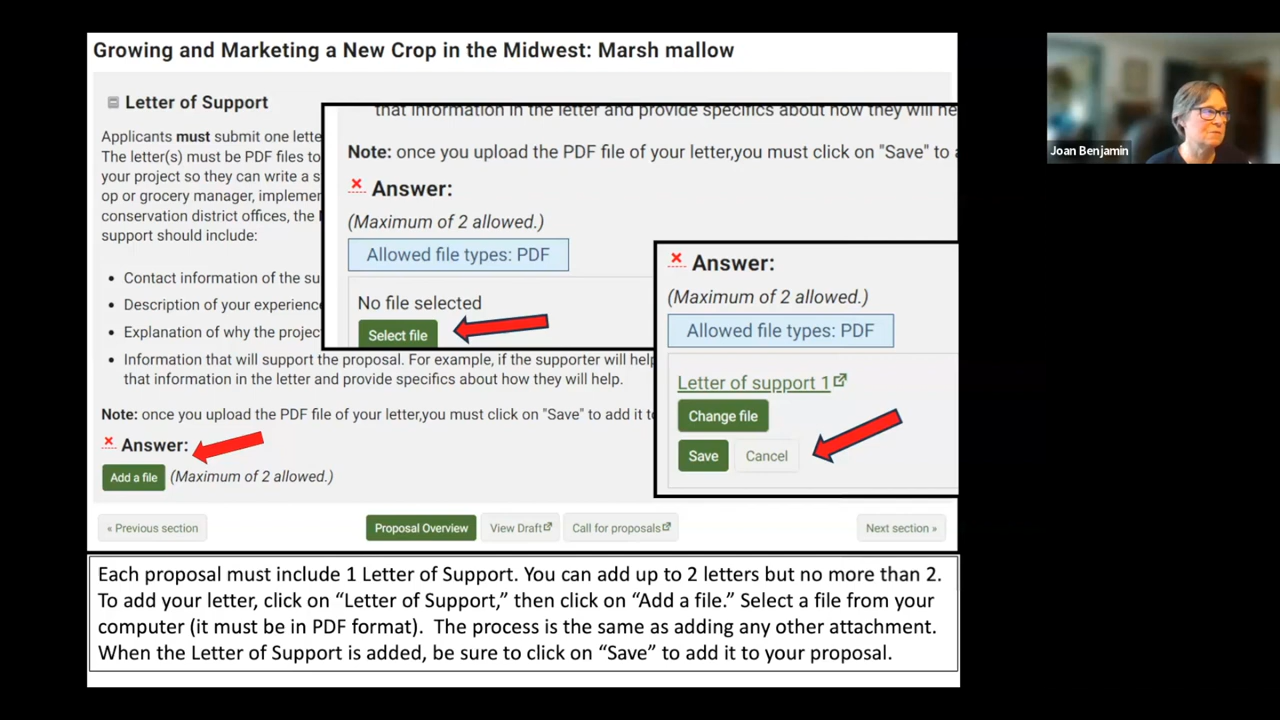 Growing and Marketing a New Crop in the Midwest: Marsh mallow
Letter of Support
Applicants must submit one lette
The letter(s) must be PDF files to
your project so they can write a s
op or grocery manager, implemen
conservation district offices, the
support should include:
• Contact information of the su
• Description of your experience
• Explanation of why the project
• Information that will support the proposal. For example, if the supporter will help
that information in the letter and provide specifics about how they will help.
Note: once you upload the PDF file of your letter,you must click on "Save" to add it to
Answer:
Add a file (Maximum of 2 allowed.)
that information in the letter and provide specifics about how they will he
Note: once you upload the PDF file of your letter,you must click on "Save" to a
Answer:
(Maximum of 2 allowed.)
Allowed file types: PDF
No file selected
Select file
Answer:
(Maximum of 2 allowed.)
Allowed file types: PDF
Letter of support 1
Change file
Save Cancel
« Previous section Proposal Overview View Draft Call for proposals Next section »
Each proposal must include 1 Letter of Support. You can add up to 2 letters but no more than 2.
To add your letter, click on “Letter of Support,” then click on “Add a file.” Select a file from your
computer (it must be in PDF format).  The process is the same as adding any other attachment.
When the Letter of Support is added, be sure to click on “Save” to add it to your proposal.
Joan Benjamin